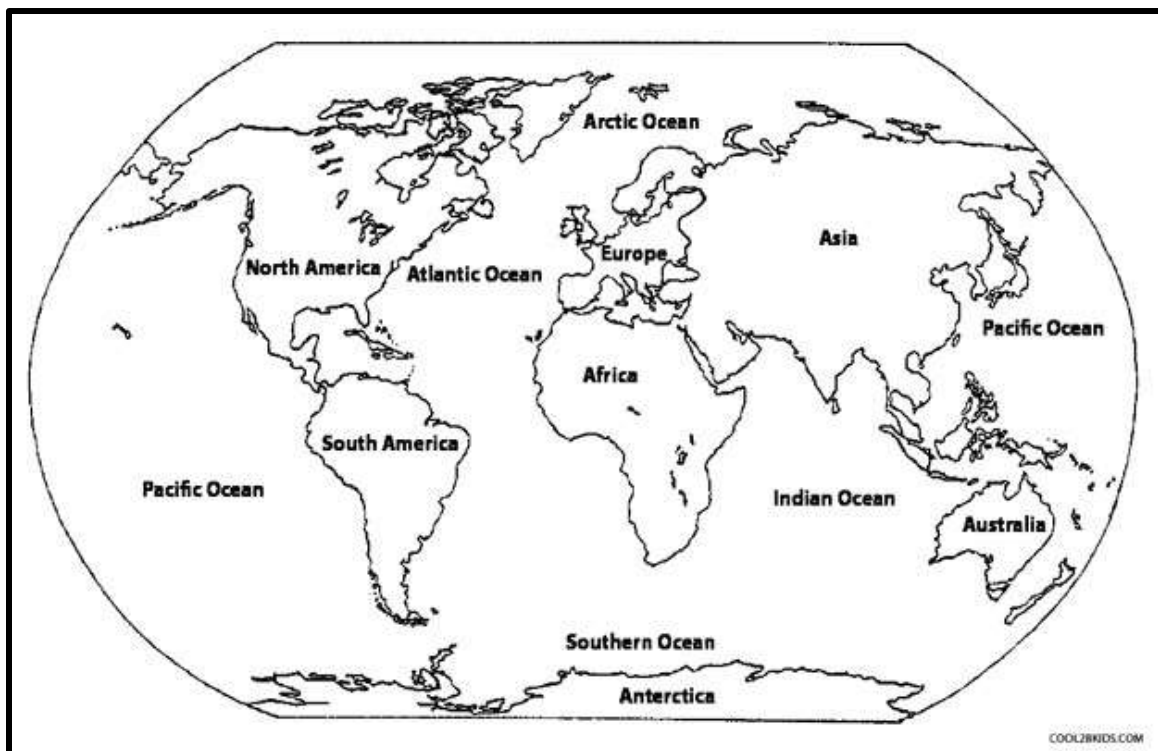 Arctic Ocean
North America
Atlantic Ocean
Europe
Asia
Pacific Ocean
Africa
South America
Pacific Ocean
Indian Ocean
Australia
Southern Ocean
Anterctica
COOL2BKIDS.COM